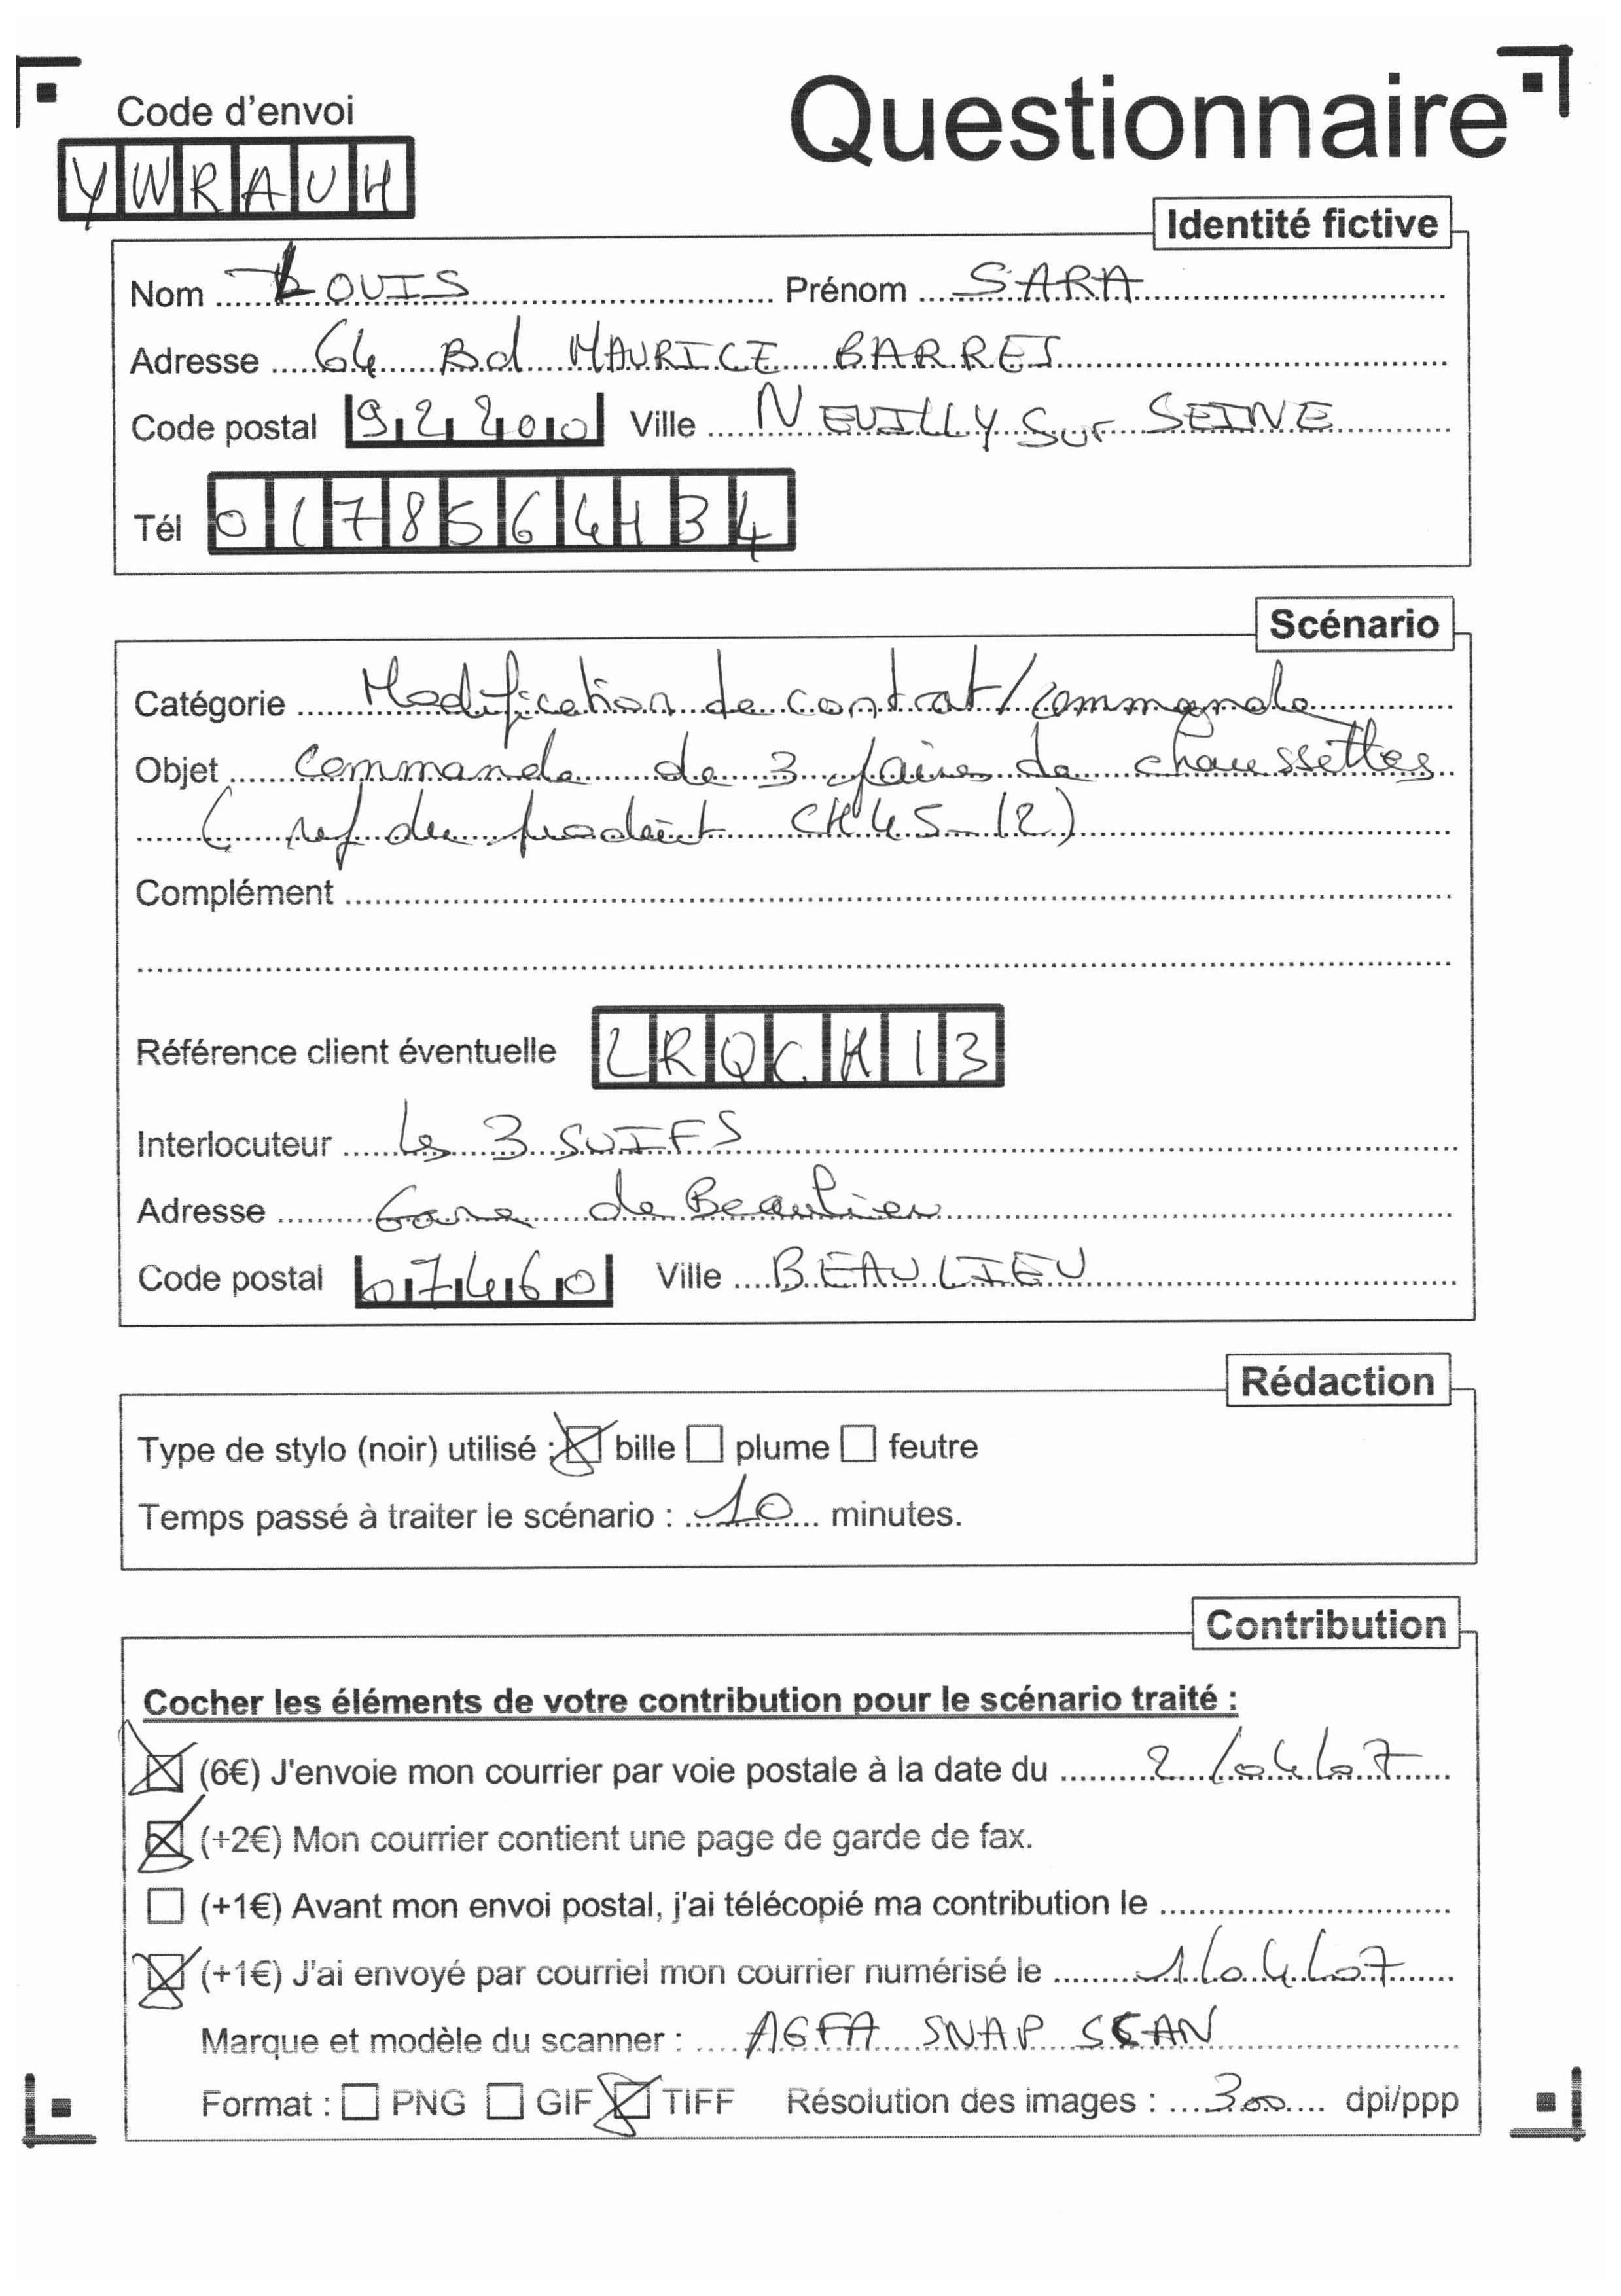 Questionnaire
Code d'envoi
YWRAUH
Identité fictive
Nom LOUIS Prénom SARA
Adresse 64 Bd MAURICE BARRES
Code postal 92200 Ville NEUILLY Sur SEINE
Tél 0178564134
Scénario
Catégorie Modification de contrat/commande
Objet Commande de 3 paires de chaussettes
(ref du produit CH45-12)
Complément
Référence client éventuelle LRQCH13
Interlocuteur les 3 SUIFS
Adresse Gare de Beaulieu
Code postal 07460 Ville BEAULIEU
Rédaction
Type de stylo (noir) utilisé : bille plume feutre
Temps passé à traiter le scénario : 10 minutes.
Contribution
Cocher les éléments de votre contribution pour le scénario traité :
(6€) J'envoie mon courrier par voie postale à la date du 2/04/07
(+2€) Mon courrier contient une page de garde de fax.
(+1€) Avant mon envoi postal, j'ai télécopié ma contribution le
(+1€) J'ai envoyé par courriel mon courrier numérisé le 1/04/07
Marque et modèle du scanner : AGFA SNAP SCAN
Format : PNG GIF TIFF Résolution des images : 300 dpi/ppp